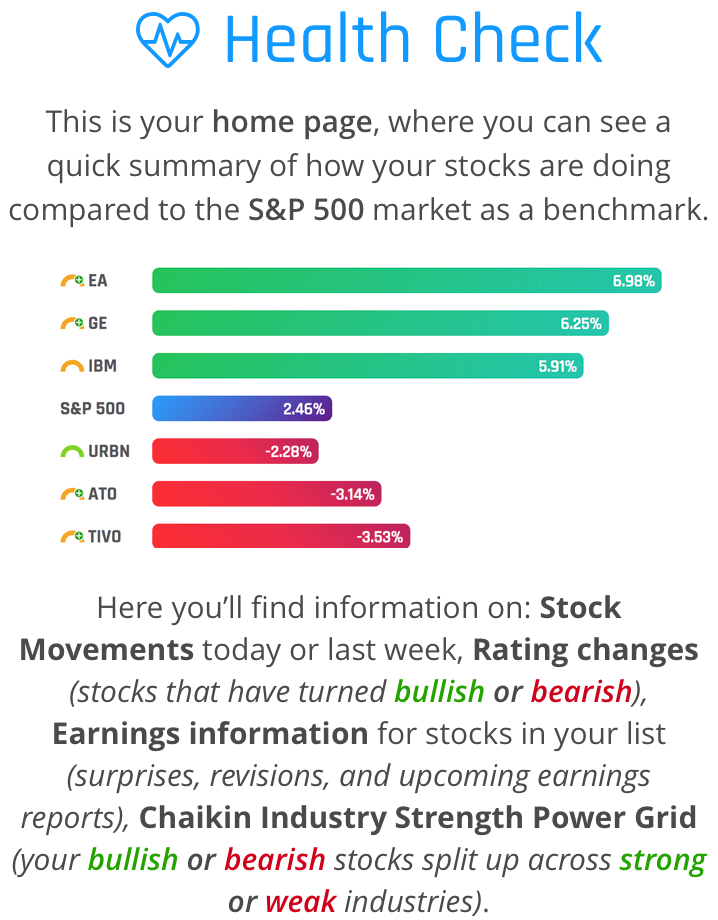 Health Check
This is your home page, where you can see a
quick summary of how your stocks are doing
compared to the S&P 500 market as a benchmark.
EA 6.98%
GE 6.25%
IBM 5.91%
S&P 500 2.46%
URBN -2.28%
ATO -3.14%
TIVO -3.53%
Here you’ll find information on: Stock
Movements today or last week, Rating changes
(stocks that have turned bullish or bearish),
Earnings information for stocks in your list
(surprises, revisions, and upcoming earnings
reports), Chaikin Industry Strength Power Grid
(your bullish or bearish stocks split up across strong
or weak industries).